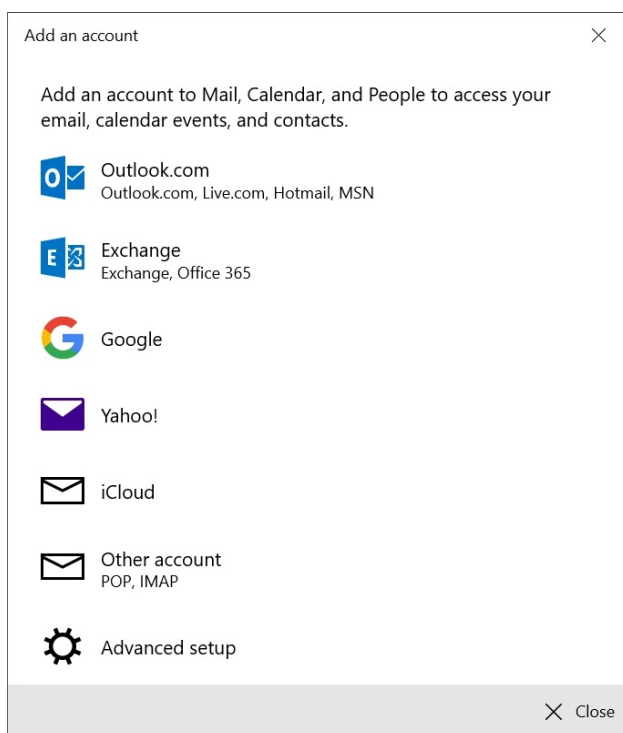 Add an account
Add an account to Mail, Calendar, and People to access your
email, calendar events, and contacts.
O
Outlook.com
Outlook.com, Live.com, Hotmail, MSN
E
Exchange
Exchange, Office 365
G
Google
Yahoo!
iCloud
Other account
POP, IMAP
Advanced setup
Close